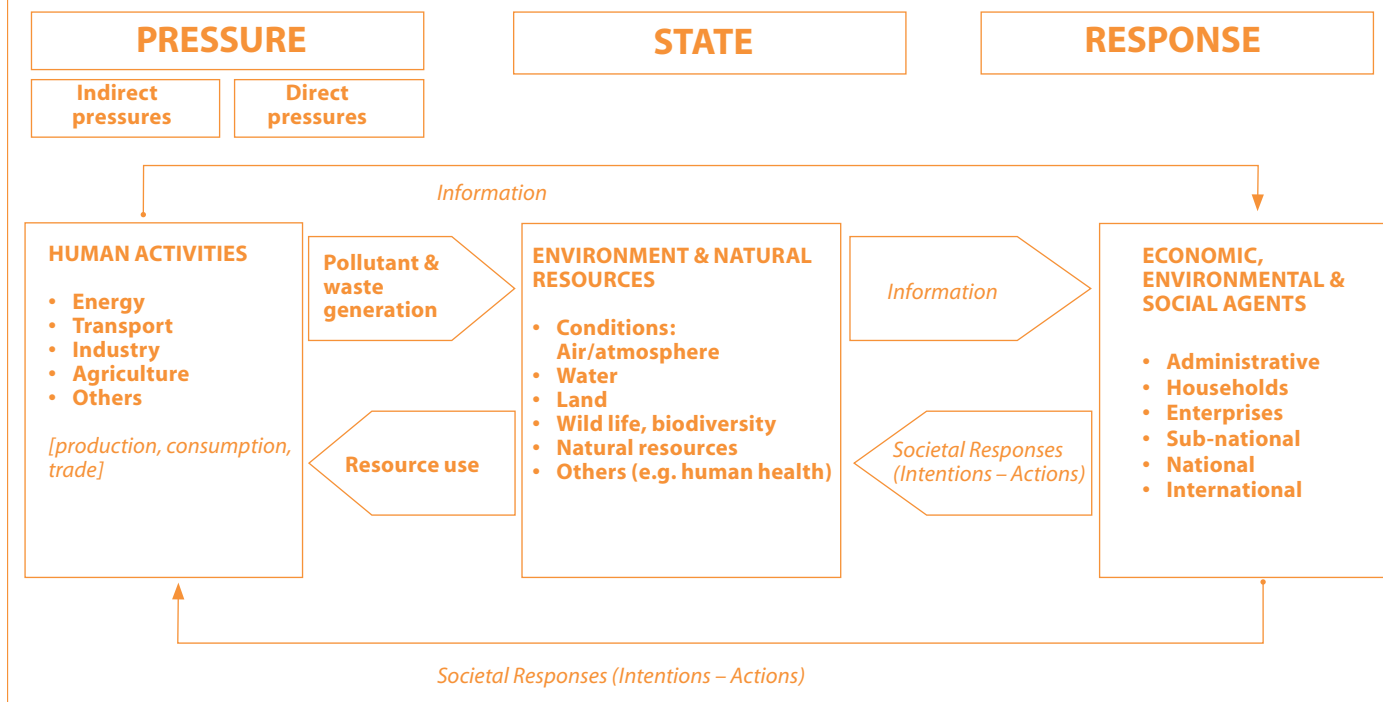 PRESSURE
STATE
RESPONSE
Indirect
pressures
Direct
pressures
Information
HUMAN ACTIVITIES
• Energy
• Transport
• Industry
• Agriculture
• Others
[production, consumption,
trade]
Pollutant &
waste
generation
Resource use
ENVIRONMENT & NATURAL
RESOURCES
• Conditions:
Air/atmosphere
• Water
• Land
• Wild life, biodiversity
• Natural resources
• Others (e.g. human health)
Information
Societal Responses
(Intentions – Actions)
ECONOMIC,
ENVIRONMENTAL &
SOCIAL AGENTS
• Administrative
• Households
• Enterprises
• Sub-national
• National
• International
Societal Responses (Intentions – Actions)